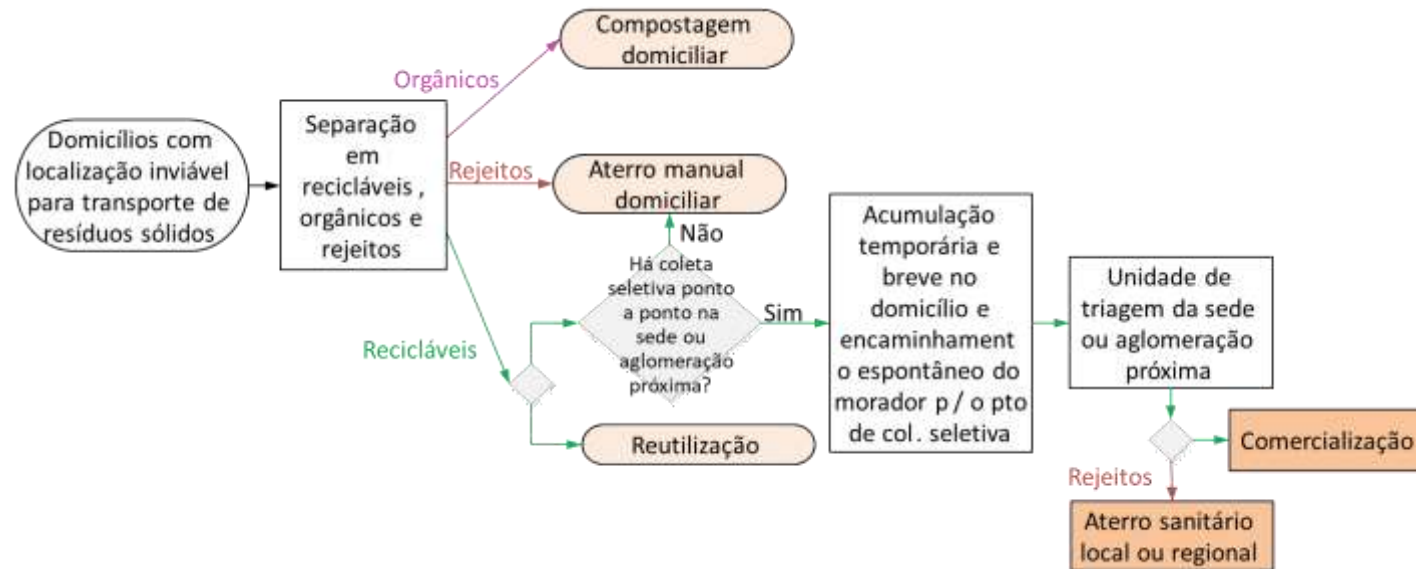 Compostagem
domiciliar
Orgânicos
Domicílios com
localização inviável
para transporte de
resíduos sólidos
Separação
em
recicláveis ,
orgânicos e
rejeitos
Rejeitos
Aterro manual
domiciliar
Não
Há coleta
seletiva ponto
a ponto na
sede ou
aglomeração
próxima?
Sim
Recicláveis
Reutilização
Acumulação
temporária e
breve no
domicílio e
encaminhament
o espontâneo do
morador p / o pto
de col . seletiva
Unidade de
triagem da sede
ou aglomeração
próxima
Comercialização
Rejeitos
Aterro sanitário
local ou regional